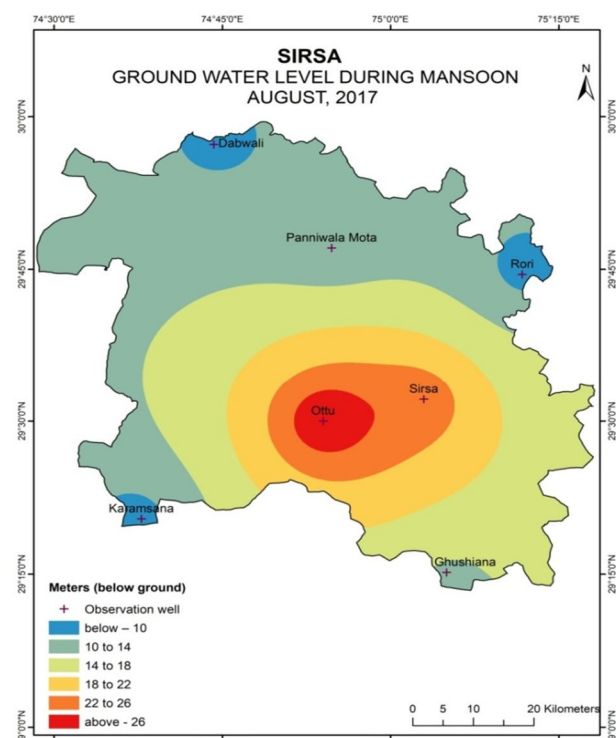 74°30'0"E 74°45'0"E 75°0'0"E 75°15'0"E
SIRSA
GROUND WATER LEVEL DURING MANSOON
AUGUST, 2017
N
30°0'0"N
30°0'0"N
Dabwali
Panniwala Mota
Rori
29°45'0"N
29°45'0"N
Sirsa
Ottu
29°30'0"N
29°30'0"N
Karamsana
Ghushiana
29°15'0"N
29°15'0"N
Meters (below ground)
Observation well
below – 10
10 to 14
14 to 18
18 to 22
22 to 26
above - 26
0 5 10 20 Kilometers